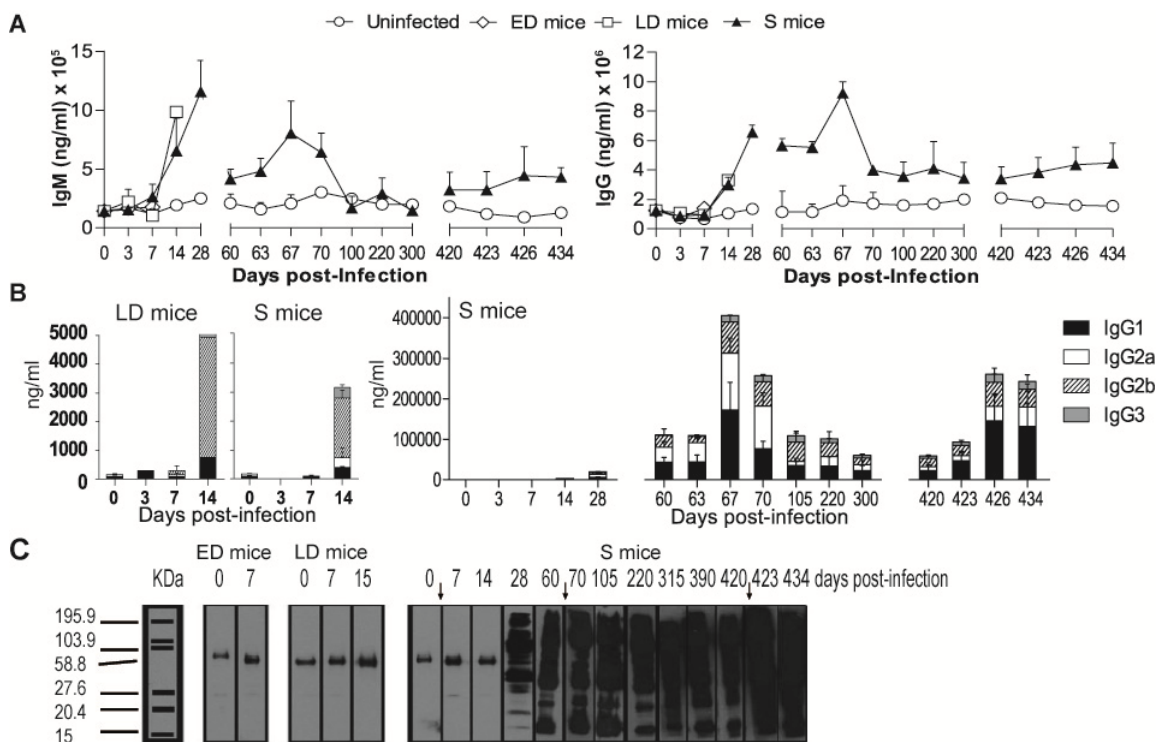 A
Uninfected ED mice LD mice S mice
IgM (ng/ml) x 10⁵
15
10
5
0
0 3 7 14 28 60 63 67 70 100 220 300 420 423 426 434
Days post-Infection
IgG (ng/ml) x 10⁶
12
10
8
6
4
2
0
0 3 7 14 28 60 63 67 70 100 220 300 420 423 426 434
Days post-Infection
B
LD mice S mice
ng/ml
5000
4000
3000
2000
1000
0
0 3 7 14 0 3 7 14
Days post-infection
S mice
ng/ml
400000
300000
200000
100000
0
0 3 7 14 28 60 63 67 70 105 220 300 420 423 426 434
Days post-infection
IgG1
IgG2a
IgG2b
IgG3
C
ED mice LD mice S mice
KDa 0 7 0 7 15 0 7 14 28 60 70 105 220 315 390 420 423 434 days post-infection
195.9
103.9
58.8
27.6
20.4
15